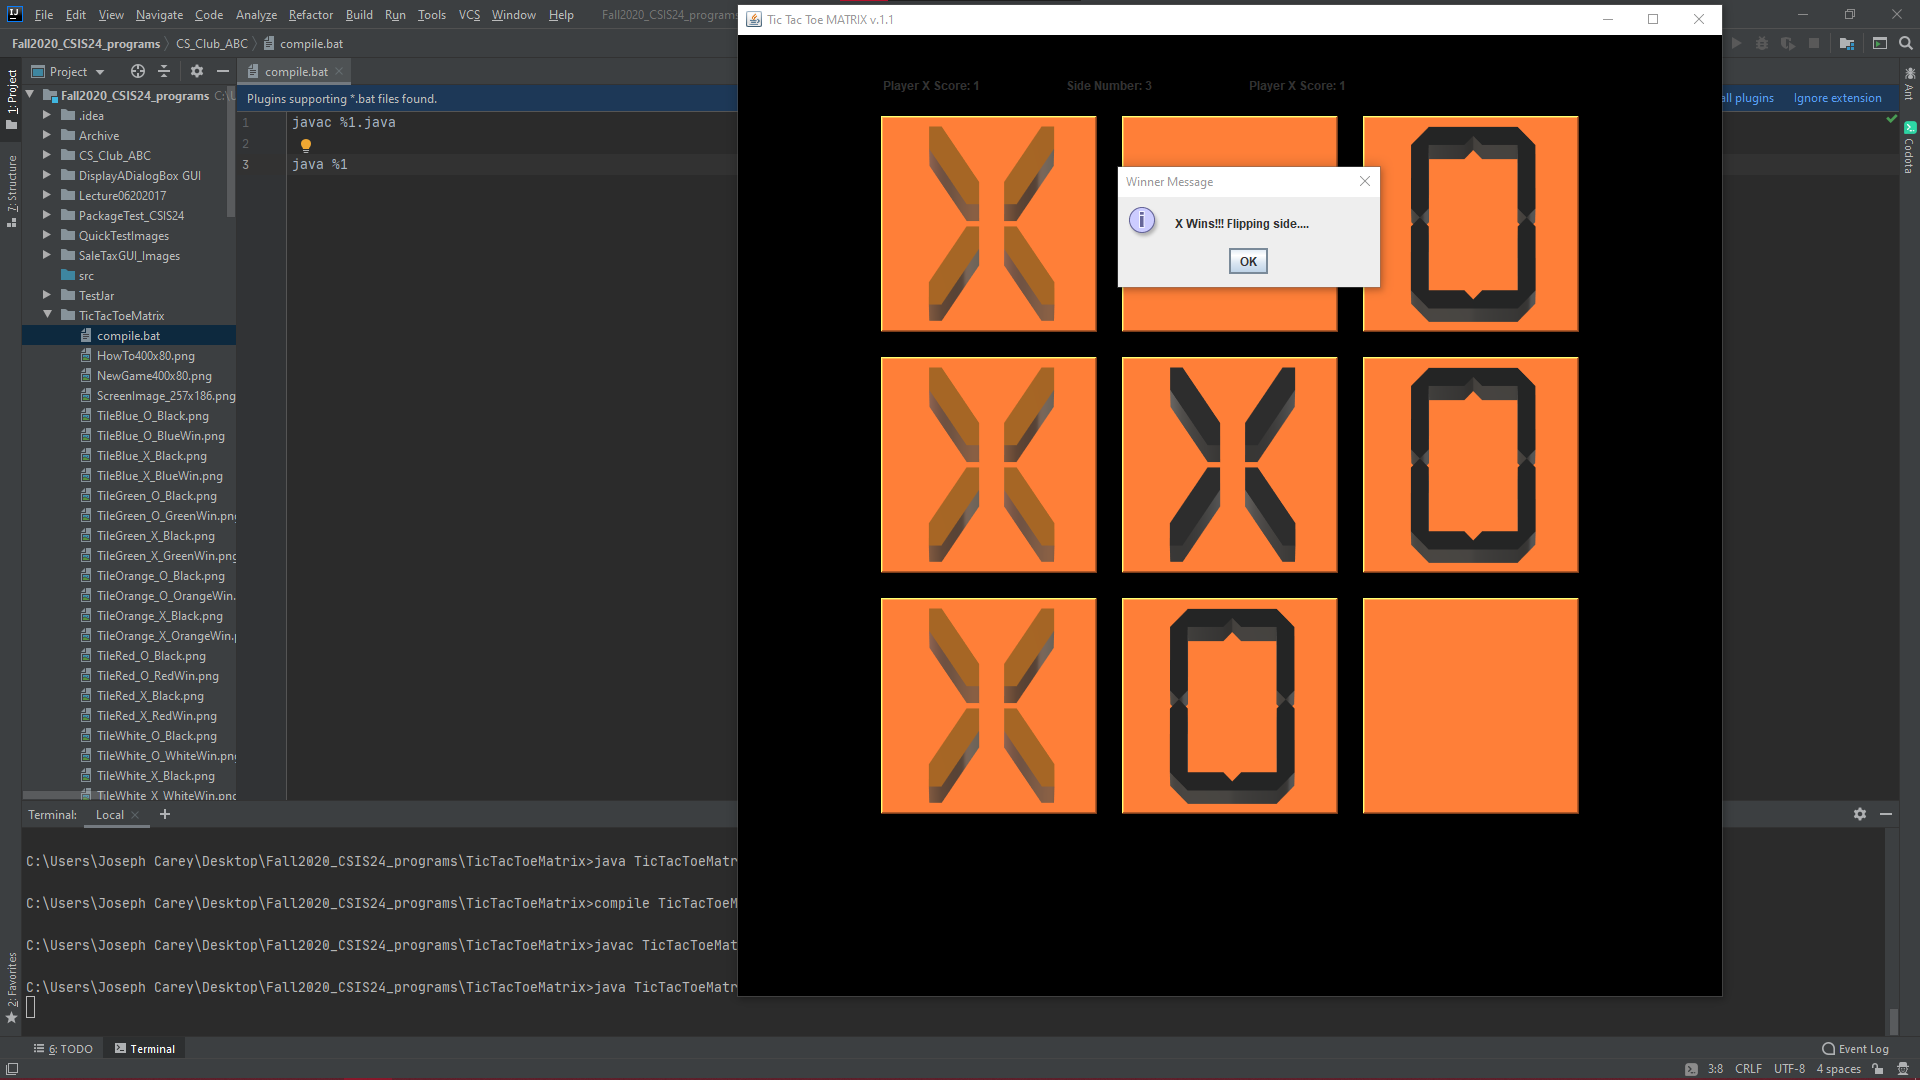 File Edit View Navigate Code Analyze Refactor Build Run Tools VCS Window Help Fall2020_CSIS24_programs
Tic Tac Toe MATRIX v.1.1
Fall2020_CSIS24_programs CS_Club_ABC compile.bat
Project
compile.bat
1: Project
7: Structure
2: Favorites
Fall2020_CSIS24_programs
.idea
Archive
CS_Club_ABC
DisplayADialogBox GUI
Lecture06202017
PackageTest_CSIS24
QuickTestImages
SaleTaxGUI_Images
src
TestJar
TicTacToeMatrix
compile.bat
HowTo400x80.png
NewGame400x80.png
ScreenImage_257x186.png
TileBlue_O_Black.png
TileBlue_O_BlueWin.png
TileBlue_X_Black.png
TileBlue_X_BlueWin.png
TileGreen_O_Black.png
TileGreen_O_GreenWin.png
TileGreen_X_Black.png
TileGreen_X_GreenWin.png
TileOrange_O_Black.png
TileOrange_O_OrangeWin.
TileOrange_X_Black.png
TileOrange_X_OrangeWin.p
TileRed_O_Black.png
TileRed_O_RedWin.png
TileRed_X_Black.png
TileRed_X_RedWin.png
TileWhite_O_Black.png
TileWhite_O_WhiteWin.png
TileWhite_X_Black.png
TileWhite_X_WhiteWin.png
Plugins supporting *.bat files found.
all plugins Ignore extension
1 javac %1.java
2
3 java %1
Player X Score: 1 Side Number: 3 Player X Score: 1
X O
Winner Message
X Wins!!! Flipping side....
OK
X X O
X O
Ant
Codota
Terminal: Local
C:\Users\Joseph Carey\Desktop\Fall2020_CSIS24_programs\TicTacToeMatrix>java TicTacToeMatr
C:\Users\Joseph Carey\Desktop\Fall2020_CSIS24_programs\TicTacToeMatrix>compile TicTacToeM
C:\Users\Joseph Carey\Desktop\Fall2020_CSIS24_programs\TicTacToeMatrix>javac TicTacToeMat
C:\Users\Joseph Carey\Desktop\Fall2020_CSIS24_programs\TicTacToeMatrix>java TicTacToeMatr
6: TODO Terminal Event Log
3:8 CRLF UTF-8 4 spaces